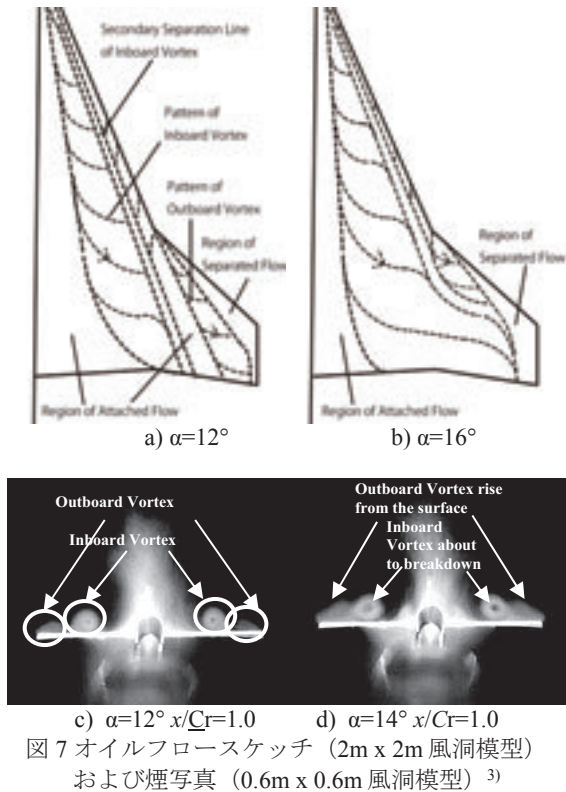 Secondary Separation Line
of Inboard Vortex
Pattern of
Inboard Vortex
Pattern of
Outboard Vortex
Region of
Separated Flow
Region of Attached Flow
a) α=12°
Region of
Separated Flow
b) α=16°
Outboard Vortex
Inboard Vortex
c) α=12° x/Cr=1.0
Outboard Vortex rise
from the surface
Inboard
Vortex about
to breakdown
d) α=14° x/Cr=1.0
図 7 オイルフロースケッチ（2m x 2m 風洞模型）
および煙写真（0.6m x 0.6m 風洞模型）3)